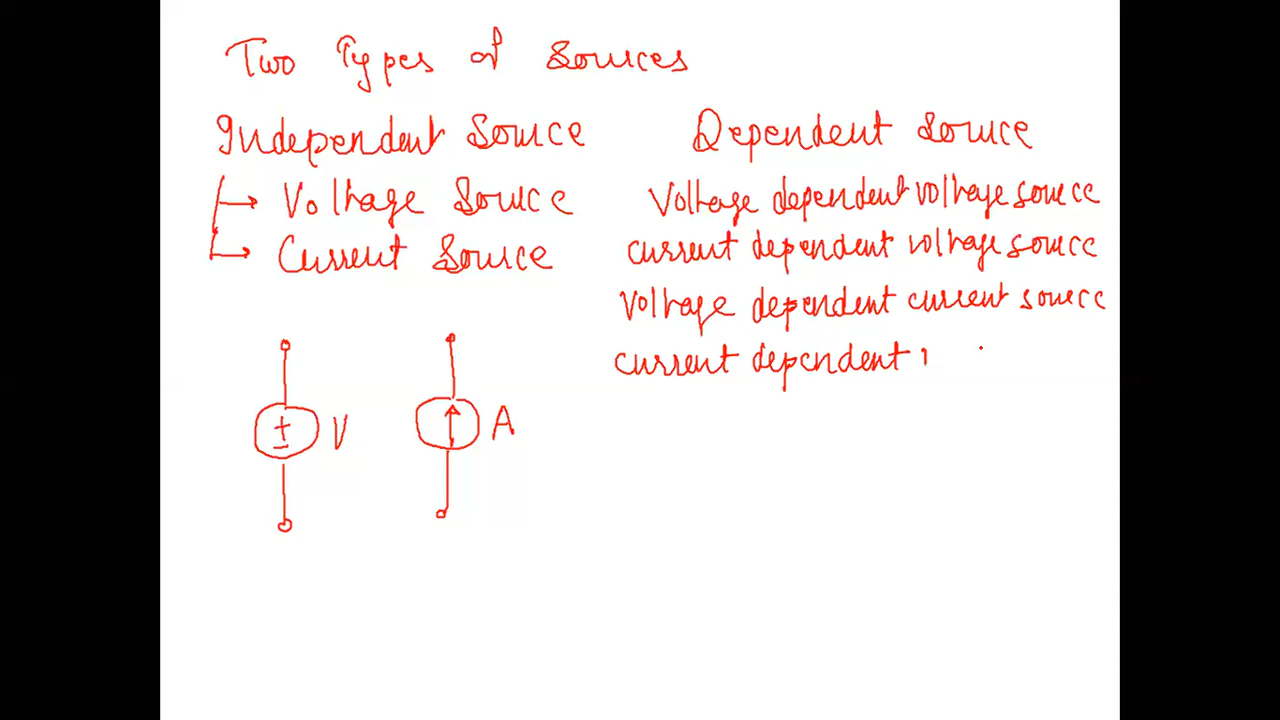 Two Types of Sources
Independent Source
Voltage Source
Current Source
Dependent Source
Voltage dependent voltage source
current dependent voltage source
Voltage dependent current source
current dependent
±
V
A